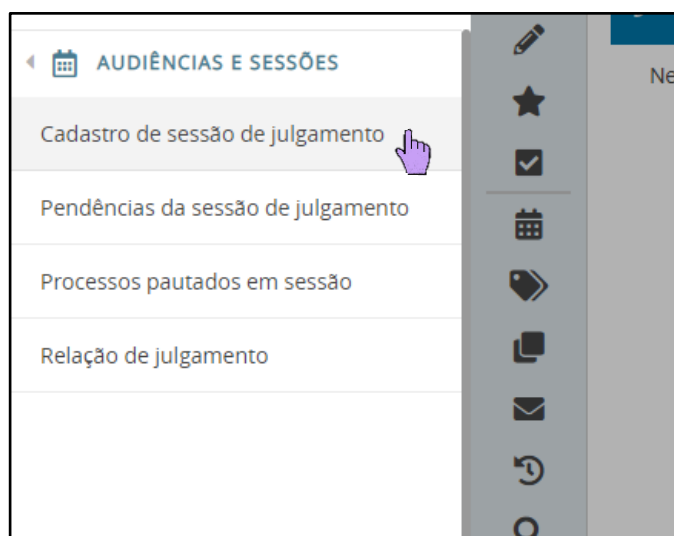 AUDIÊNCIAS E SESSÕES
Cadastro de sessão de julgamento
Pendências da sessão de julgamento
Processos pautados em sessão
Relação de julgamento
Ne